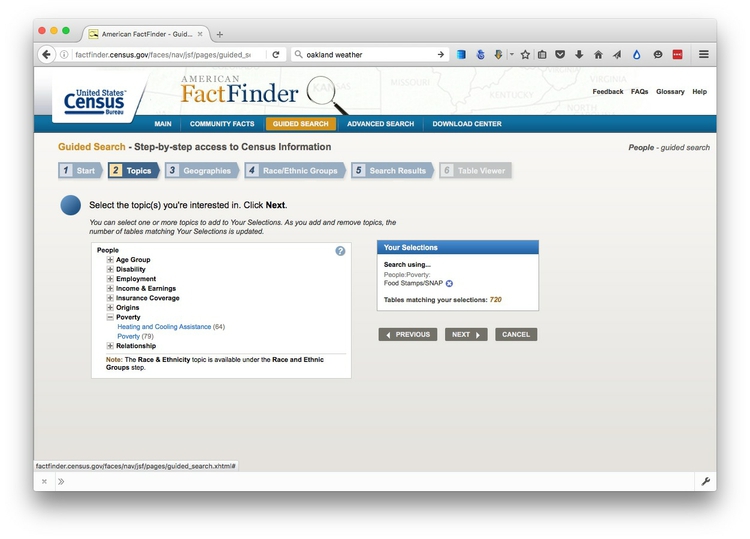 American FactFinder - Guid...
factfinder.census.gov/faces/nav/jsf/pages/guided_se
oakland weather
United States™
Census
Bureau
AMERICAN
FactFinder
KANSAS
MISSOURI
KENTUCKY
VIRGINIA
NORTH
Feedback FAQs Glossary Help
MAIN COMMUNITY FACTS GUIDED SEARCH ADVANCED SEARCH DOWNLOAD CENTER
Guided Search - Step-by-step access to Census Information
People - guided search
1 Start 2 Topics 3 Geographies 4 Race/Ethnic Groups 5 Search Results 6 Table Viewer
Select the topic(s) you're interested in. Click Next.
You can select one or more topics to add to Your Selections. As you add and remove topics, the
number of tables matching Your Selections is updated.
People
Age Group
Disability
Employment
Income & Earnings
Insurance Coverage
Origins
Poverty
Heating and Cooling Assistance (64)
Poverty (79)
Relationship
Note: The Race & Ethnicity topic is available under the Race and Ethnic
Groups step.
Your Selections
Search using...
People:Poverty:
Food Stamps/SNAP
Tables matching your selections: 720
PREVIOUS NEXT CANCEL
factfinder.census.gov/faces/nav/jsf/pages/guided_search.xhtml#